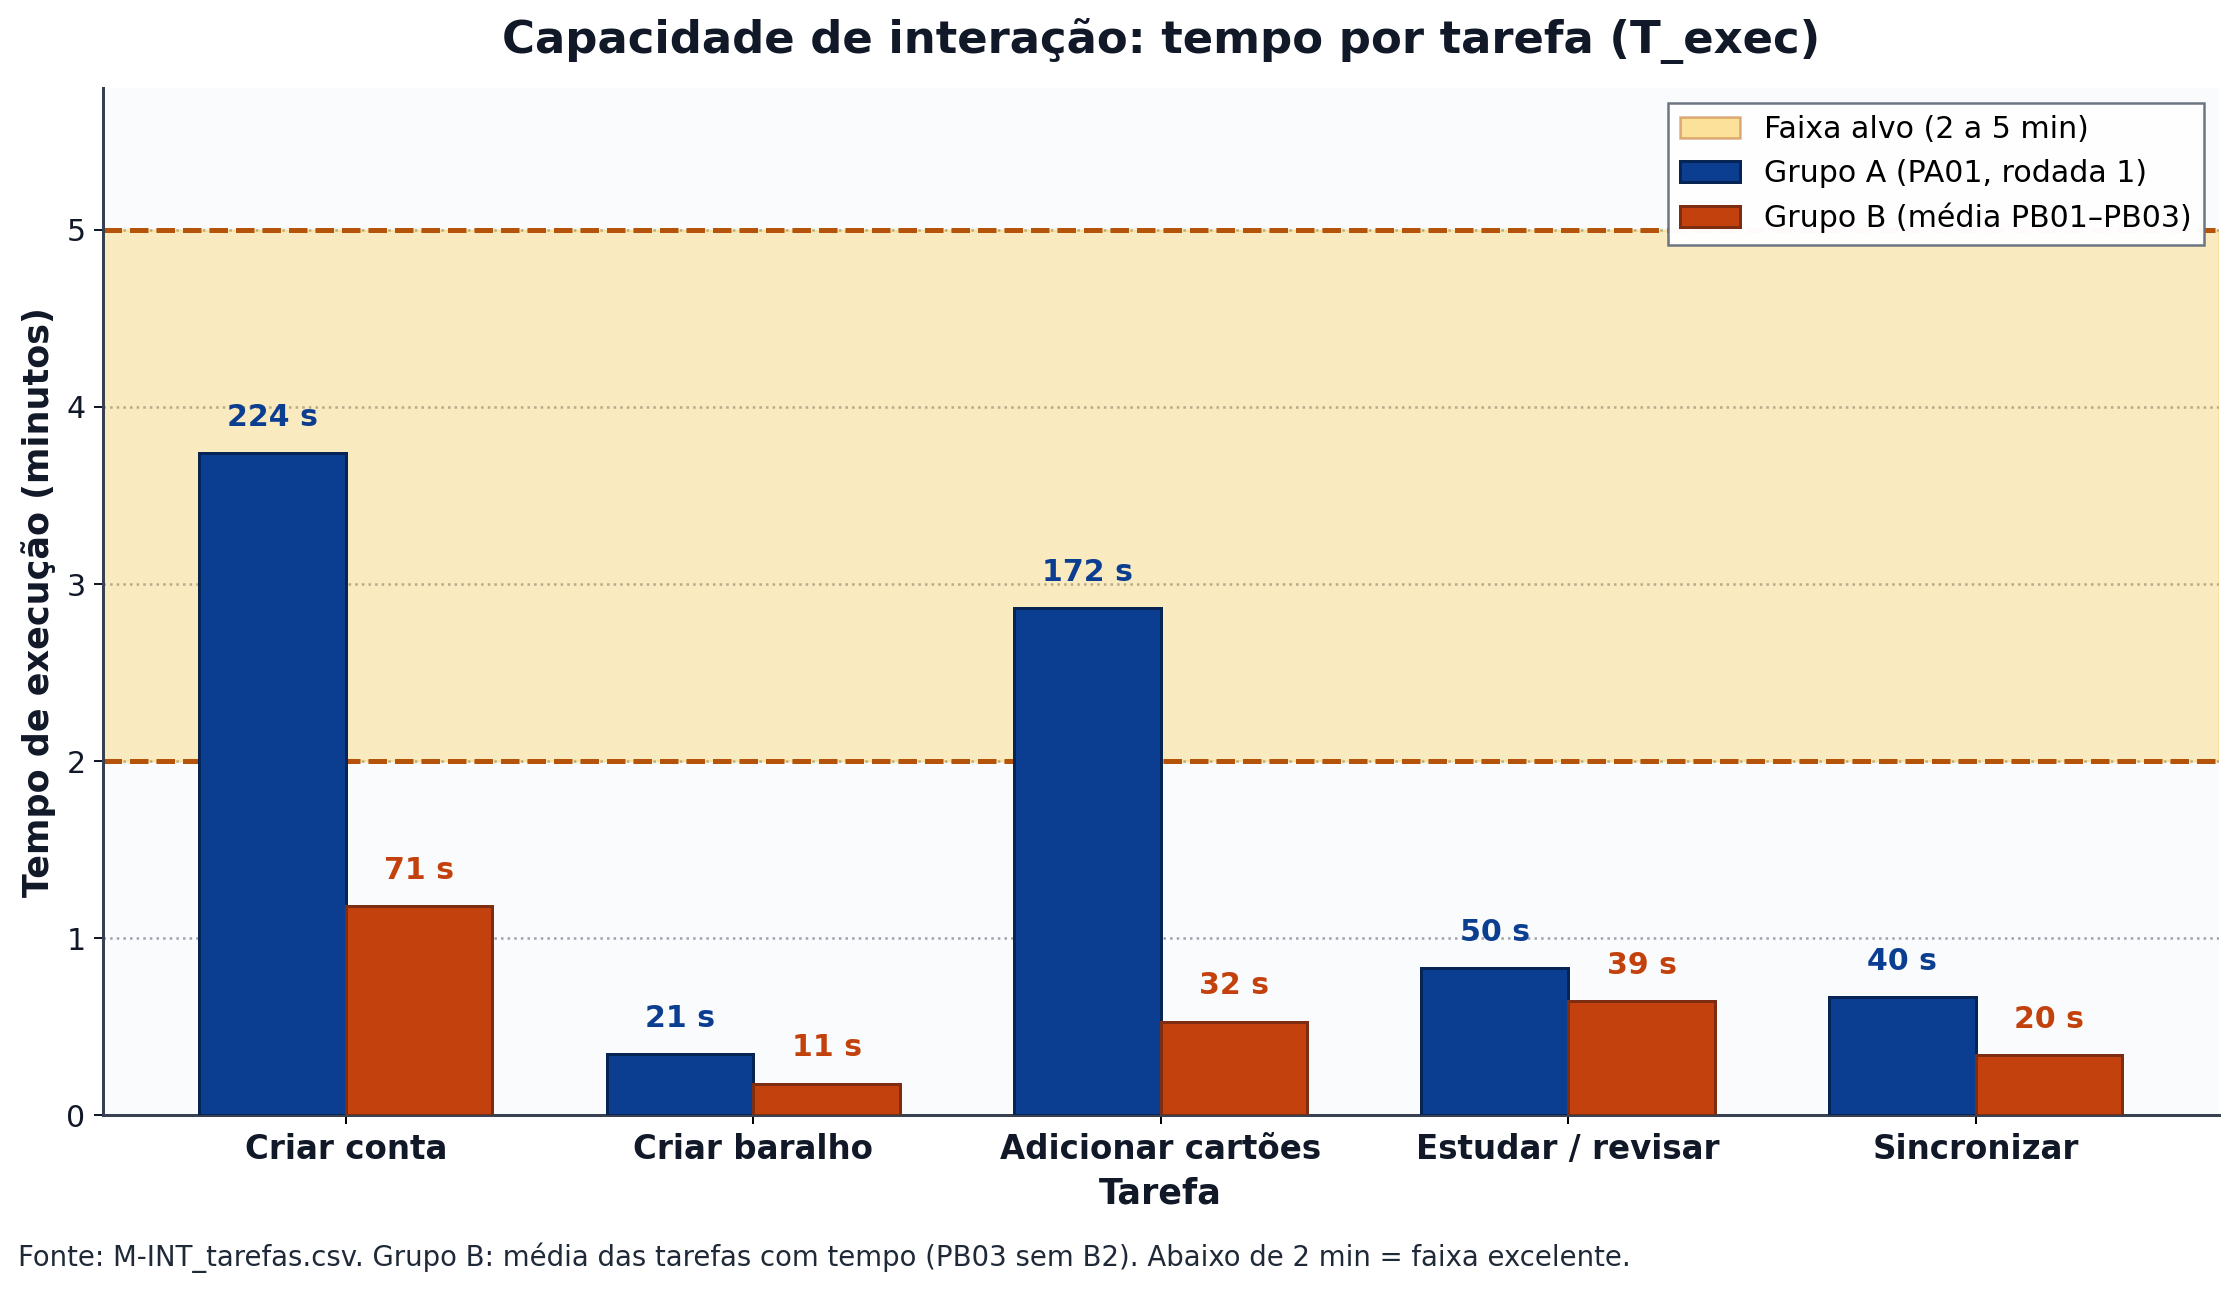 Capacidade de interação: tempo por tarefa (T_exec)
Faixa alvo (2 a 5 min)
Grupo A (PA01, rodada 1)
Grupo B (média PB01–PB03)
Tempo de execução (minutos)
5
4
3
2
1
0
224 s
71 s
21 s
11 s
172 s
32 s
50 s
39 s
40 s
20 s
Criar conta
Criar baralho
Adicionar cartões
Estudar / revisar
Sincronizar
Tarefa
Fonte: M-INT_tarefas.csv. Grupo B: média das tarefas com tempo (PB03 sem B2). Abaixo de 2 min = faixa excelente.